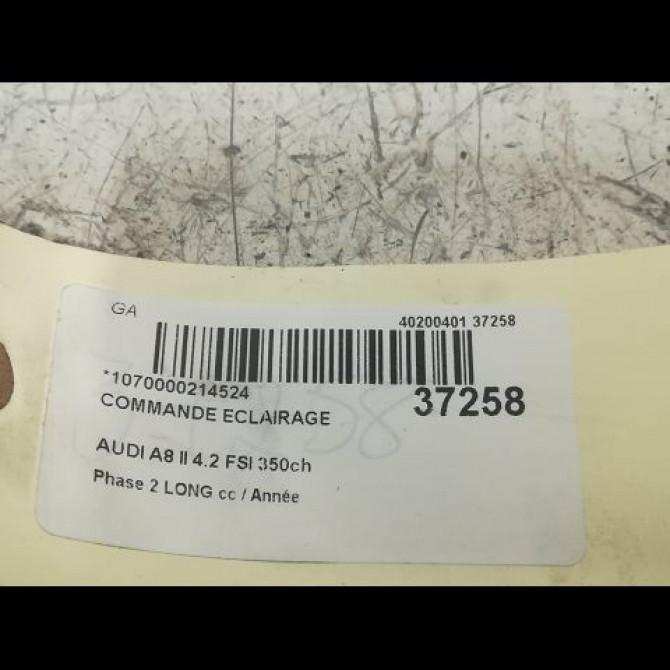 GA
40200401 37258
*1070000214524
37258
COMMANDE ECLAIRAGE
AUDI A8 II 4.2 FSI 350ch
Phase 2 LONG cc / Année